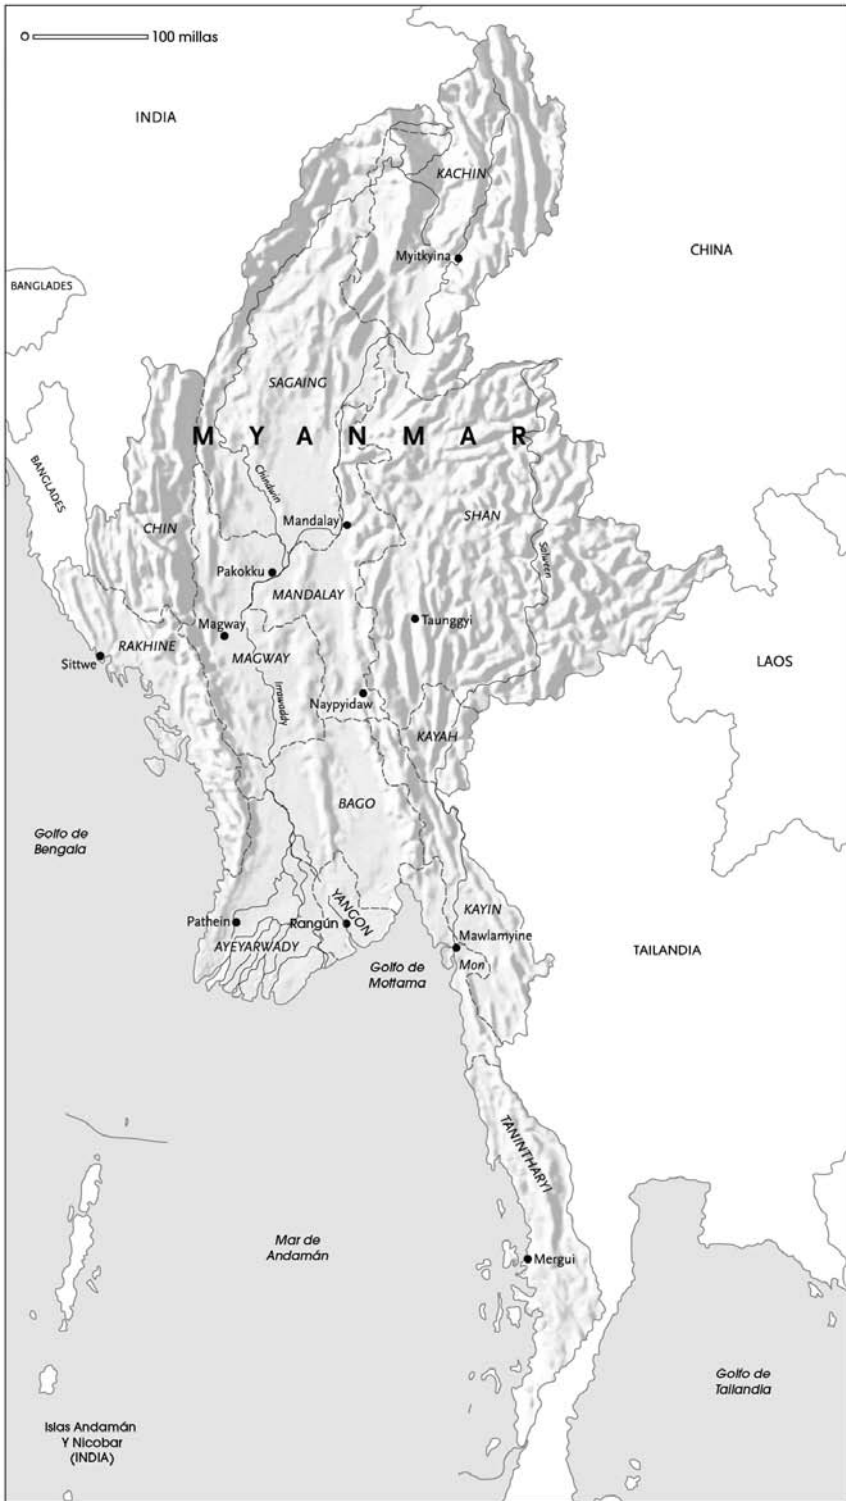 0 100 millas
INDIA
KACHIN
CHINA
Myitkyina
BANGLADES
SAGAING
MYANMAR
BANGLADES
Chindwin
CHIN
Mandalay
SHAN
Salween
Pakokku
MANDALAY
Magway
Taunggyi
RAKHINE
MAGWAY
Sittwe
LAOS
Irrawaddy
Naypyidaw
KAYAH
BAGO
Golfo de
Bengala
YANGON
KAYIN
Pathein
Rangún
Mawlamyine
AYEYARWADY
TAILANDIA
Golfo de
Mottama
Mon
TANINTHARYI
Mar de
Andamán
Mergui
Golfo de
Tailandia
Islas Andamán
Y Nicobar
(INDIA)